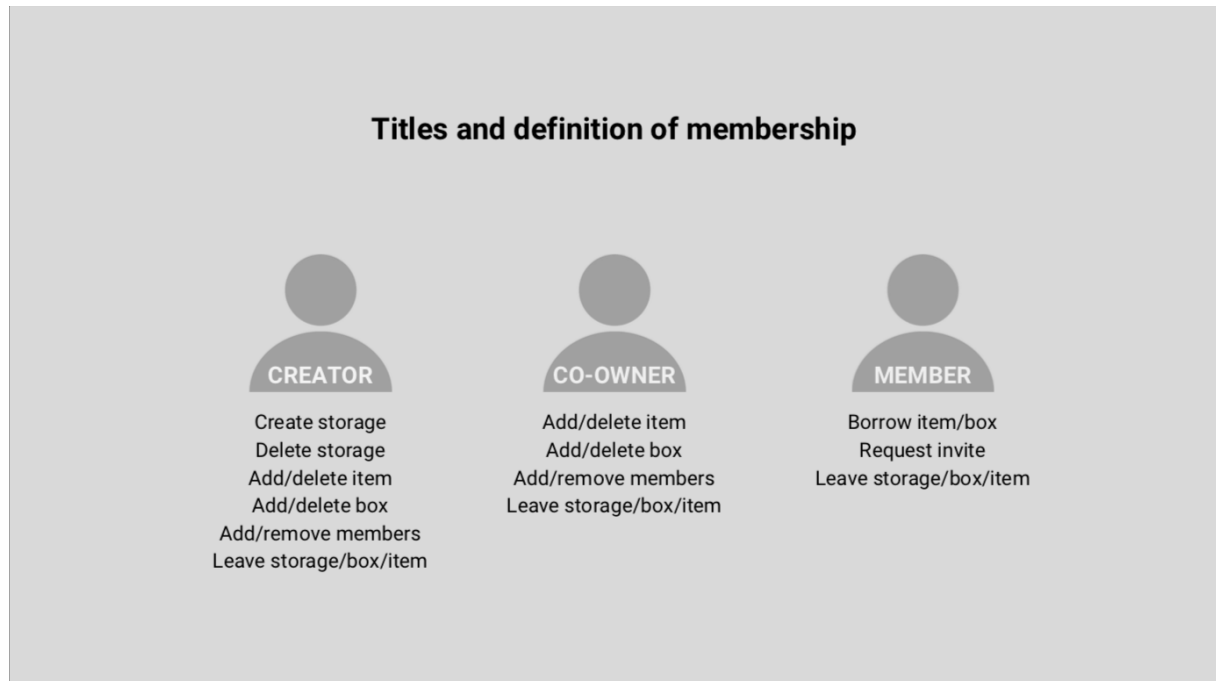 Titles and definition of membership
CREATOR
Create storage
Delete storage
Add/delete item
Add/delete box
Add/remove members
Leave storage/box/item
CO-OWNER
Add/delete item
Add/delete box
Add/remove members
Leave storage/box/item
MEMBER
Borrow item/box
Request invite
Leave storage/box/item